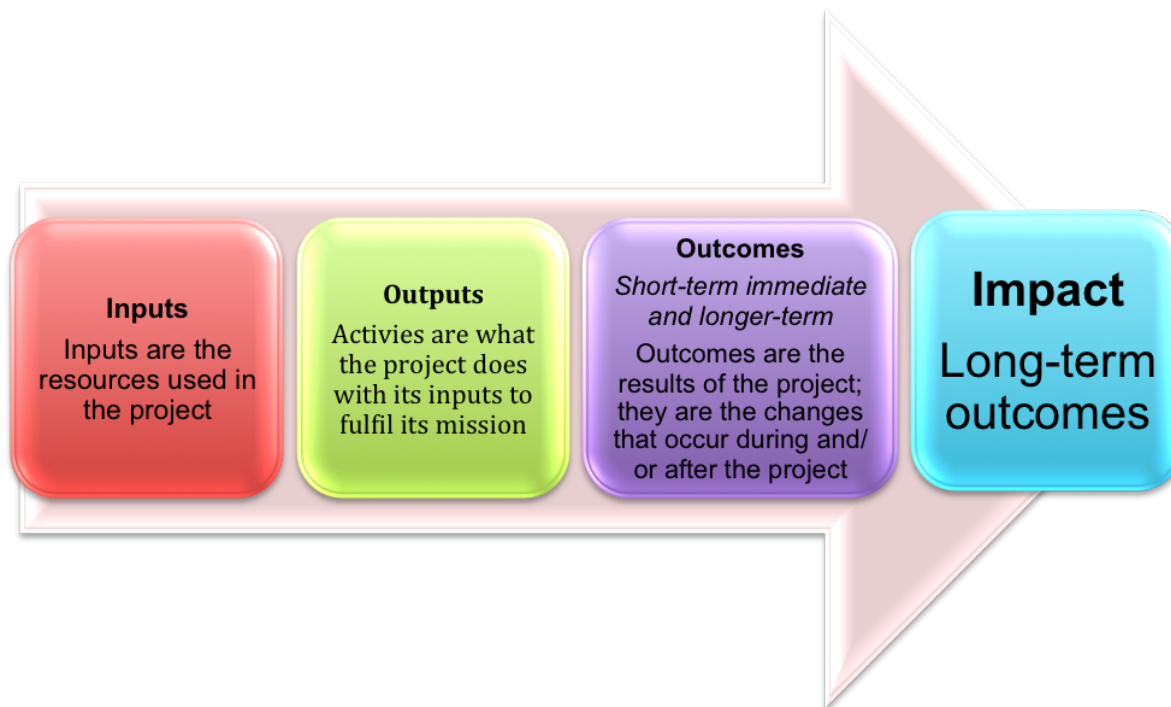 Inputs
Inputs are the
resources used in
the project
Outputs
Activies are what
the project does
with its inputs to
fulfil its mission
Outcomes
Short-term immediate
and longer-term
Outcomes are the
results of the project;
they are the changes
that occur during and/
or after the project
Impact
Long-term
outcomes